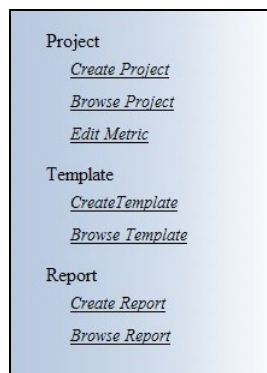 Project
Create Project
Browse Project
Edit Metric
Template
CreateTemplate
Browse Template
Report
Create Report
Browse Report